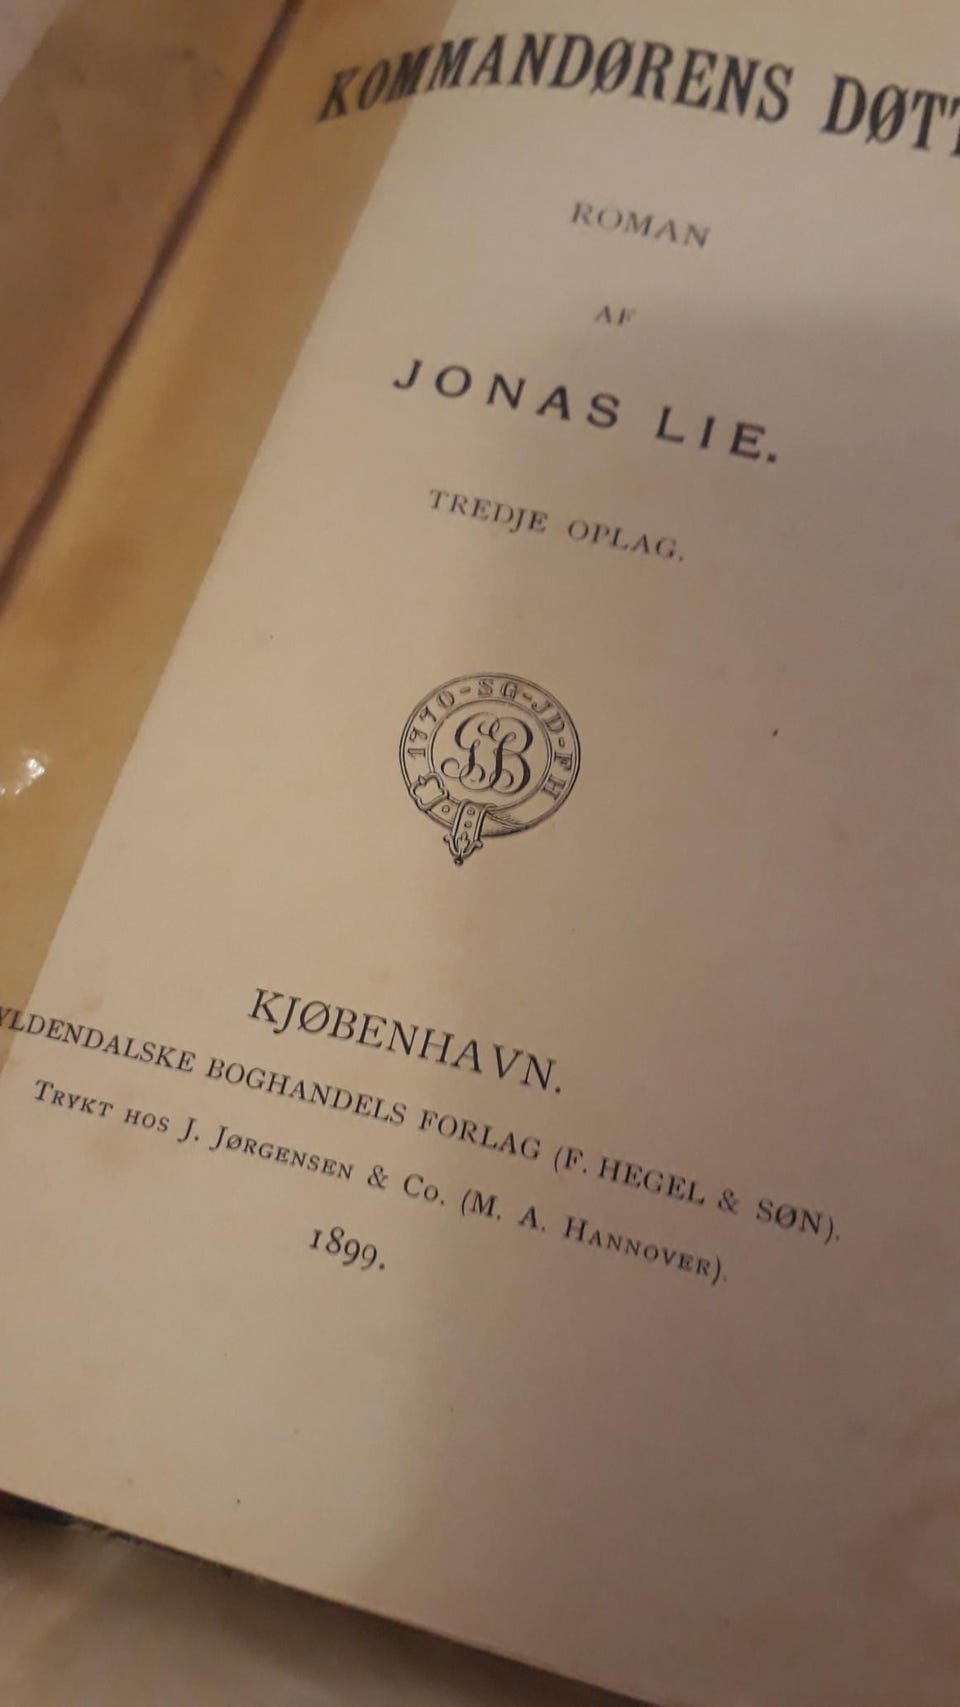 KOMMANDØRENS DØTT
ROMAN
AF
JONAS LIE.
TREDJE OPLAG.
1770-SG-JD-FH
GB
KJØBENHAVN.
YLDENDALSKE BOGHANDELS FORLAG (F. HEGEL & SØN).
TRYKT HOS J. JØRGENSEN & CO. (M. A. HANNOVER).
1899.